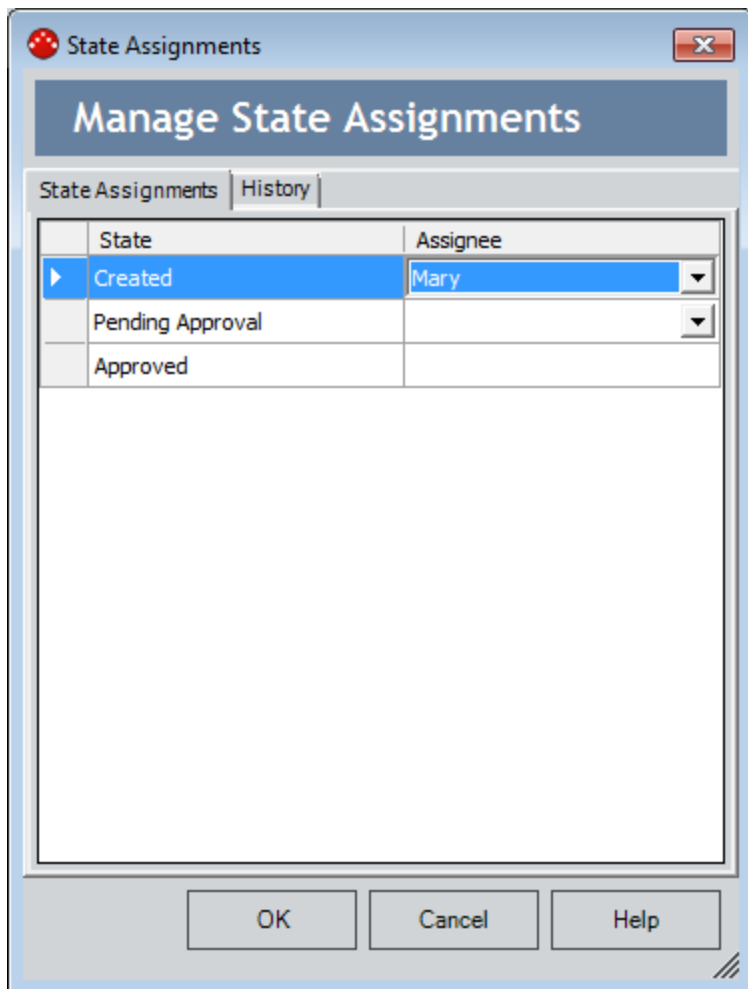 State Assignments
Manage State Assignments
State Assignments History
State Assignee
Created Mary
Pending Approval
Approved
OK Cancel Help